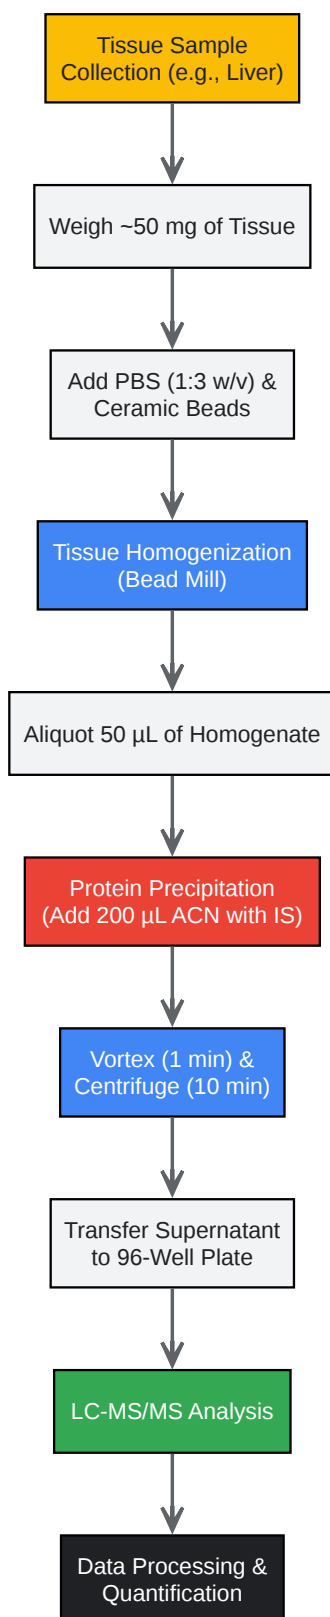 Tissue Sample
Collection (e.g., Liver)
Weigh ~50 mg of Tissue
Add PBS (1:3 w/v) &
Ceramic Beads
Tissue Homogenization
(Bead Mill)
Aliquot 50 µL of Homogenate
Protein Precipitation
(Add 200 µL ACN with IS)
Vortex (1 min) &
Centrifuge (10 min)
Transfer Supernatant
to 96-Well Plate
LC-MS/MS Analysis
Data Processing &
Quantification